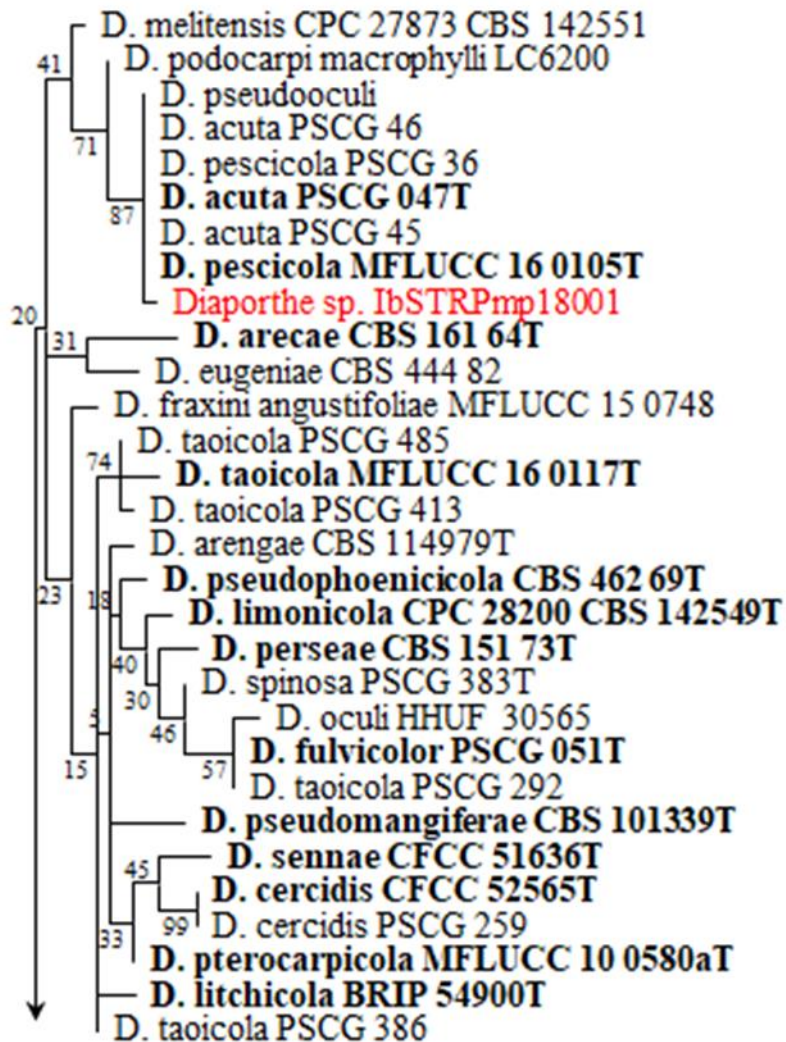 D. melitensis CPC 27873 CBS 142551
41
D. podocarpi macrophylli LC6200
D. pseudooculi
D. acuta PSCG 46
71
D. pescicola PSCG 36
D. acuta PSCG 047T
87
D. acuta PSCG 45
D. pescicola MFLUCC 16 0105T
Diaporthe sp. IbSTRPmp18001
20
31
D. arecae CBS 161 64T
D. eugeniae CBS 444 82
D. fraxini angustifoliae MFLUCC 15 0748
D. taoicola PSCG 485
74
D. taoicola MFLUCC 16 0117T
D. taoicola PSCG 413
D. arengae CBS 114979T
D. pseudophoenicicola CBS 462 69T
23
18
D. limonicola CPC 28200 CBS 142549T
D. perseae CBS 151 73T
40
D. spinosa PSCG 383T
30
D. oculi HHUF 30565
5
46
D. fulvicolor PSCG 051T
15
57
D. taoicola PSCG 292
D. pseudomangiferae CBS 101339T
D. sennae CFCC 51636T
45
D. cercidis CFCC 52565T
99
D. cercidis PSCG 259
33
D. pterocarpicola MFLUCC 10 0580aT
D. litchicola BRIP 54900T
D. taoicola PSCG 386